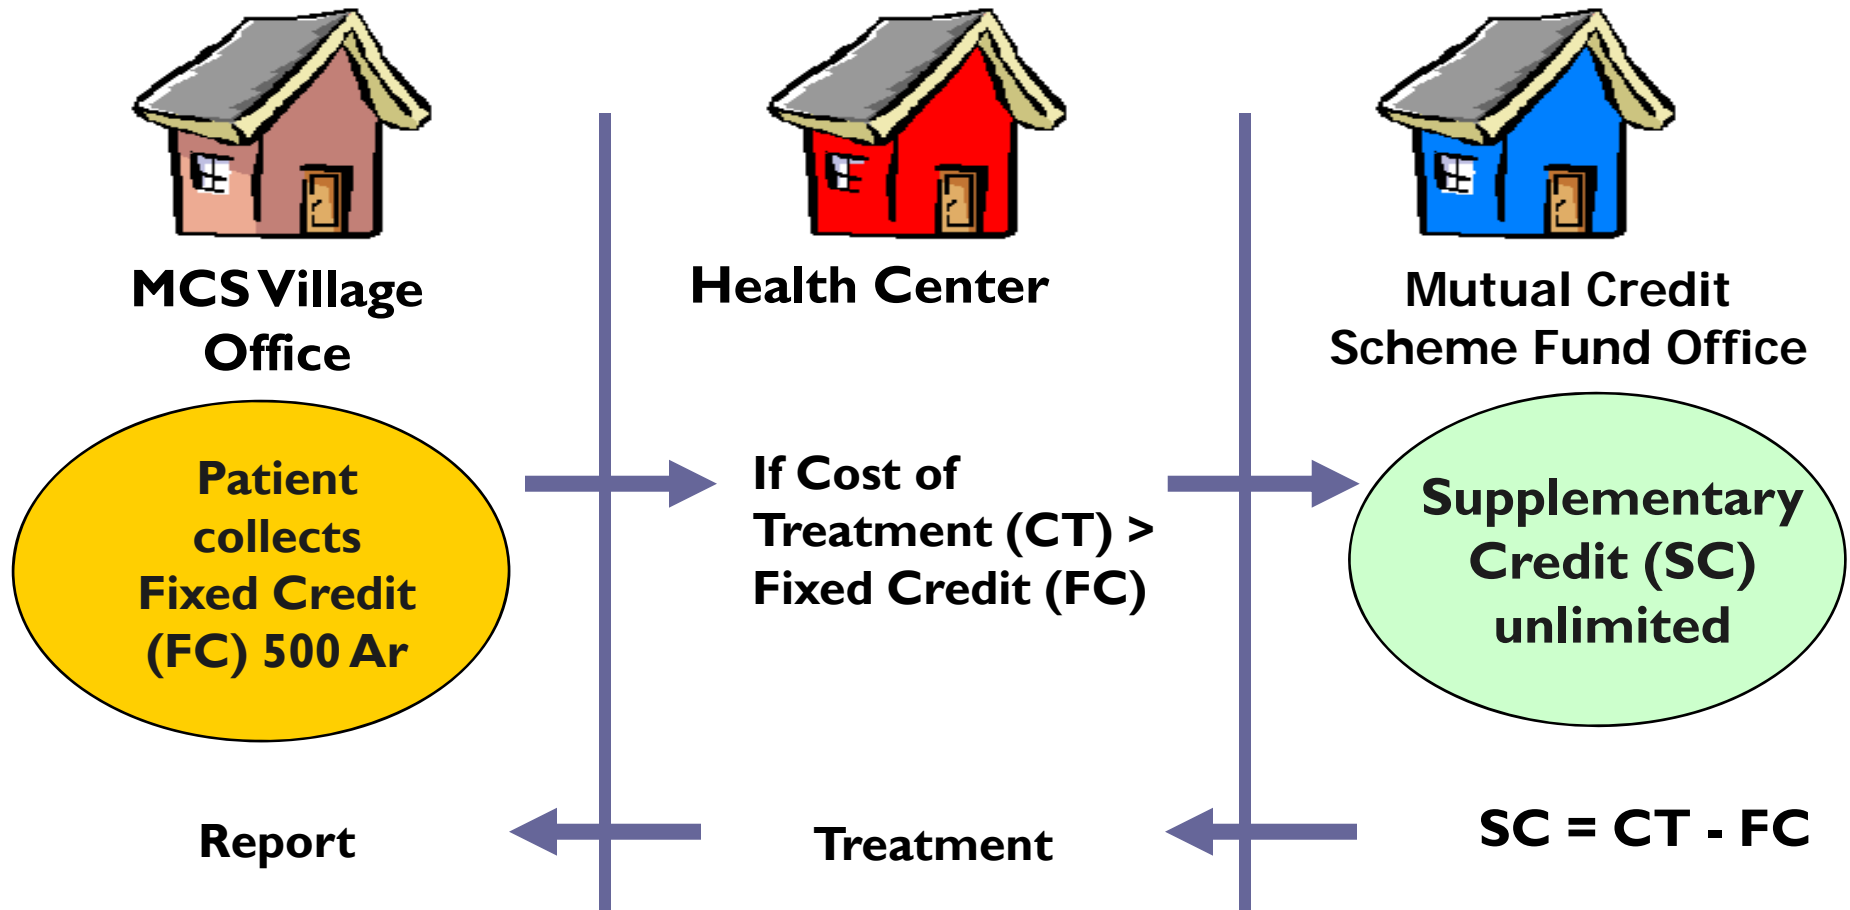 MCS Village
Office
Health Center
Mutual Credit
Scheme Fund Office
Patient
collects
Fixed Credit
(FC) 500 Ar
If Cost of
Treatment (CT) >
Fixed Credit (FC)
Supplementary
Credit (SC)
unlimited
Report
Treatment
SC = CT - FC